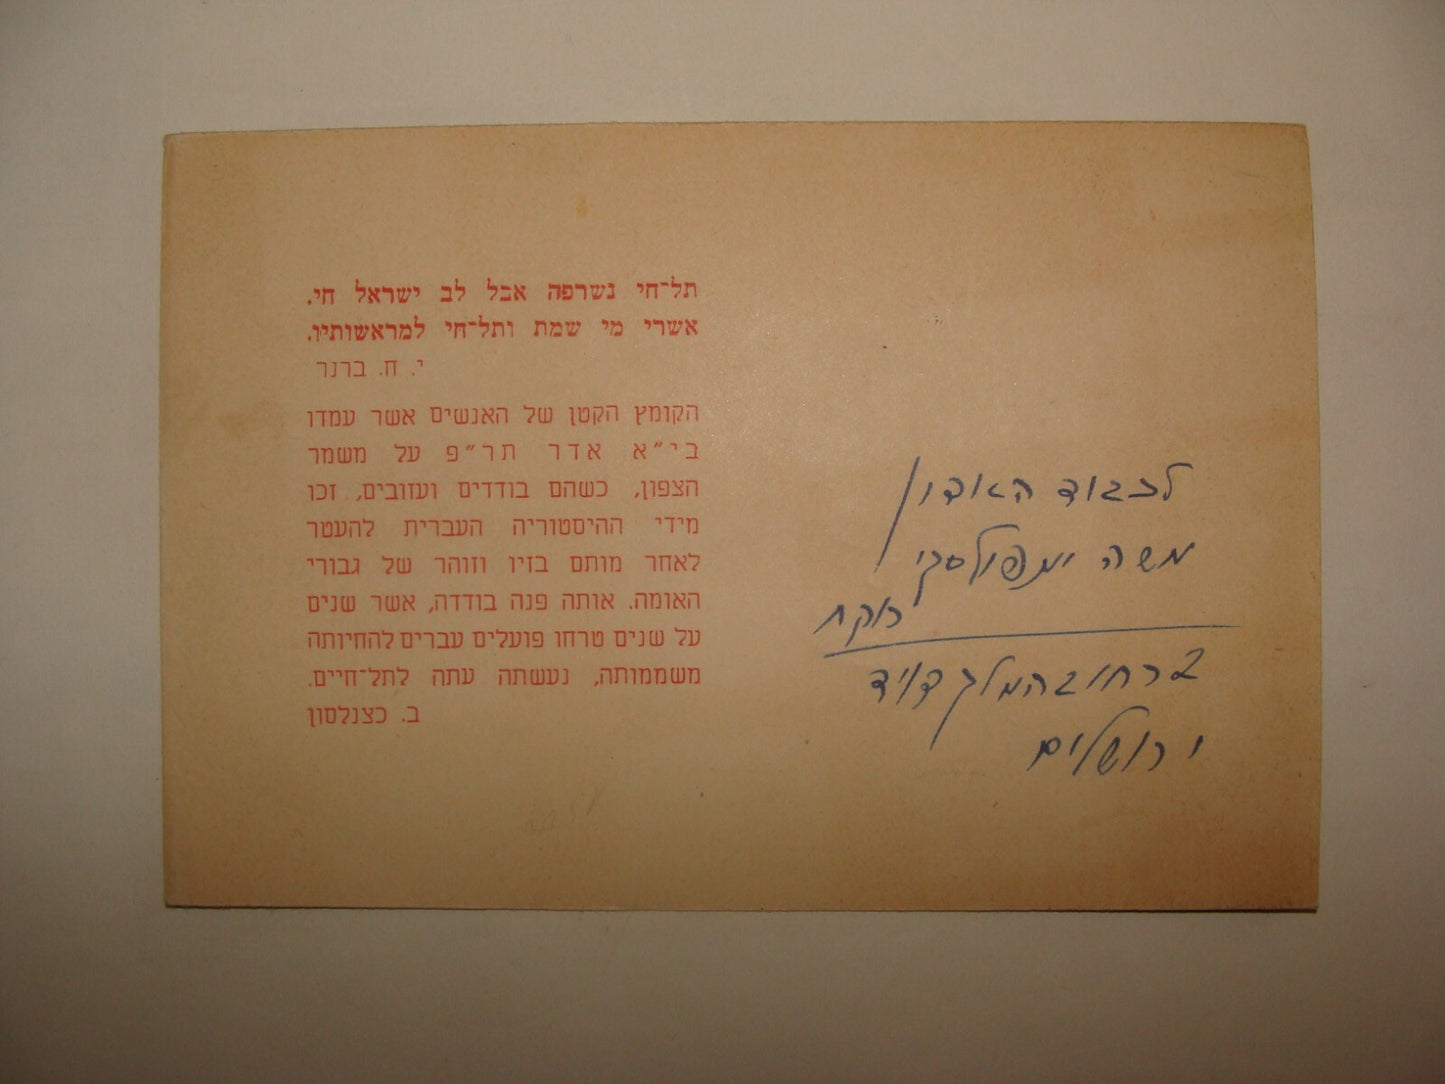 תל־חי נשרפה אבל לב ישראל חי.
אשרי מי שמת ותל־חי למראשותיו.
י. ח. ברנר
הקומץ הקטן של האנשים אשר עמדו
בי״א אדר תר״פ על משמר
הצפון, כשהם בודדים ועזובים, זכו
מידי ההיסטוריה העברית להעטר
לאחר מותם בזיו וזוהר של גבורי
האומה. אותה פנה בודדה, אשר שנים
על שנים טרחו פועלים עברים להחיותה
משממותה, נעשתה עתה לתל־חיים.
ב. כצנלסון
לכבוד האדון
משה
רוקח
ברחוב המלך דויד
ירושלים